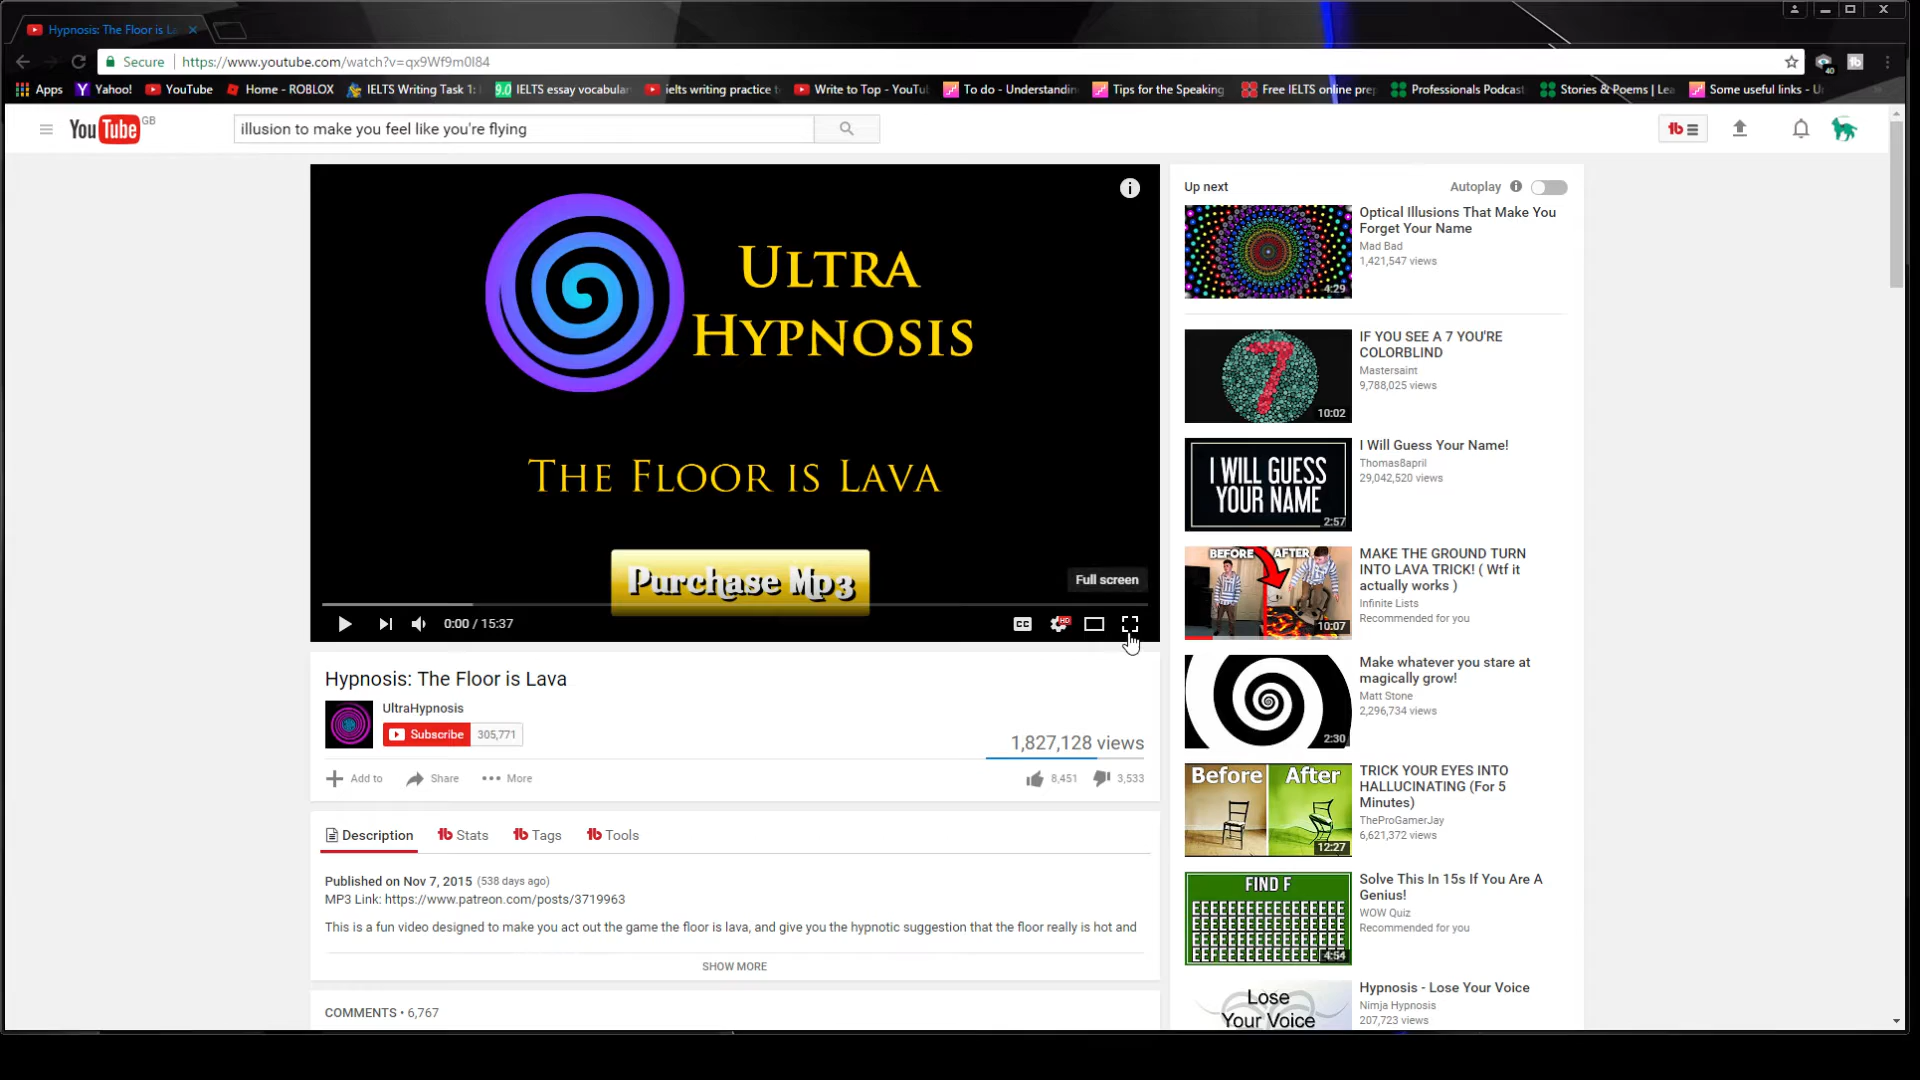 Hypnosis: The Floor is La
Secure
https://www.youtube.com/watch?v=qx9Wf9m0I84
Apps
Yahoo!
YouTube
Home - ROBLOX
IELTS Writing Task 1:
IELTS essay vocabular
ielts writing practice t
Write to Top - YouTu
To do - Understandin
Tips for the Speaking
Free IELTS online prep
Professionals Podcast
Stories & Poems | Lea
Some useful links - U
YouTube GB
illusion to make you feel like you're flying
ULTRA
HYPNOSIS
THE FLOOR IS LAVA
Purchase Mp3
Full screen
0:00 / 15:37
CC
HD
Hypnosis: The Floor is Lava
UltraHypnosis
Subscribe 305,771
1,827,128 views
Add to
Share
More
8,451
3,533
Description
Stats
Tags
Tools
Published on Nov 7, 2015 (538 days ago)
MP3 Link: https://www.patreon.com/posts/3719963
This is a fun video designed to make you act out the game the floor is lava, and give you the hypnotic suggestion that the floor really is hot and
SHOW MORE
COMMENTS • 6,767
Up next
Autoplay
Optical Illusions That Make You
Forget Your Name
Mad Bad
1,421,547 views
4:29
IF YOU SEE A 7 YOU'RE
COLORBLIND
Mastersaint
9,788,025 views
7
10:02
I Will Guess Your Name!
Thomas8april
29,042,520 views
I WILL GUESS
YOUR NAME
2:57
MAKE THE GROUND TURN
INTO LAVA TRICK! ( Wtf it
actually works )
Infinite Lists
Recommended for you
BEFORE
AFTER
10:07
Make whatever you stare at
magically grow!
Matt Stone
2,296,734 views
2:30
TRICK YOUR EYES INTO
HALLUCINATING (For 5
Minutes)
TheProGamerJay
6,621,372 views
Before
After
12:27
Solve This In 15s If You Are A
Genius!
WOW Quiz
Recommended for you
FIND F
4:54
Hypnosis - Lose Your Voice
Nimja Hypnosis
207,723 views
Lose
Your Voice